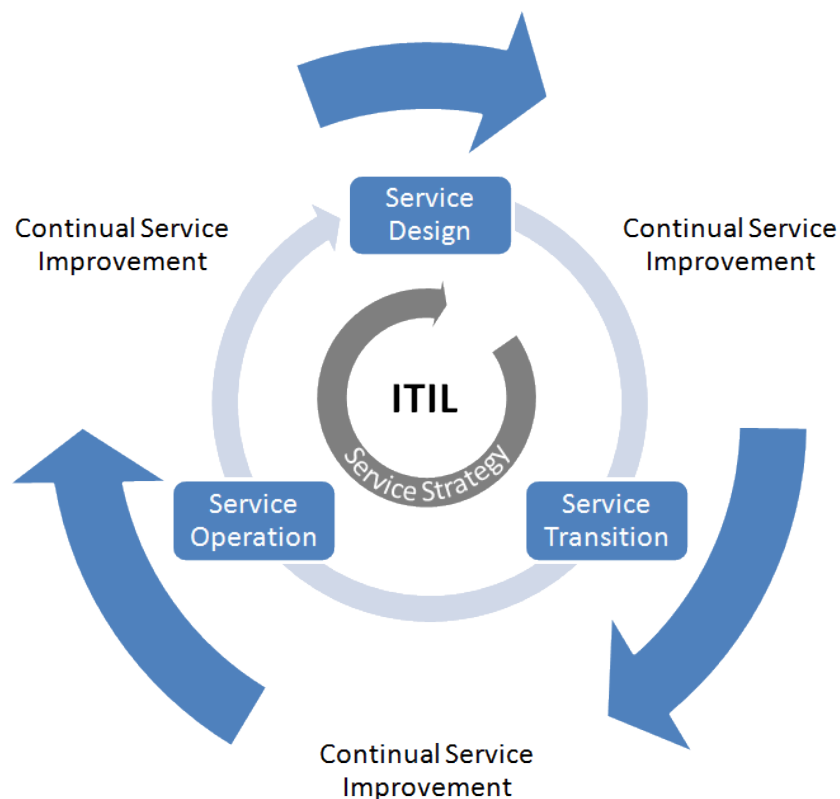 Service
Design
Continual Service
Improvement
Continual Service
Improvement
ITIL
Service Strategy
Service
Operation
Service
Transition
Continual Service
Improvement